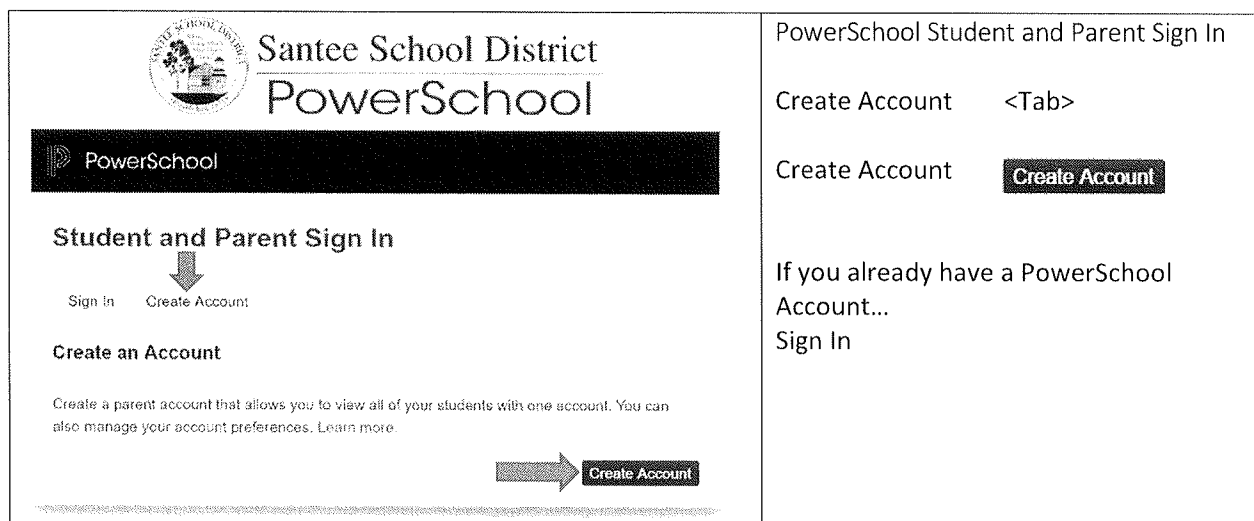 Santee School District
PowerSchool
PowerSchool
Student and Parent Sign In
Sign In Create Account
Create an Account
Create a parent account that allows you to view all of your students with one account. You can
also manage your account preferences. Learn more.
Create Account
PowerSchool Student and Parent Sign In
Create Account <Tab>
Create Account Create Account
If you already have a PowerSchool
Account...
Sign In